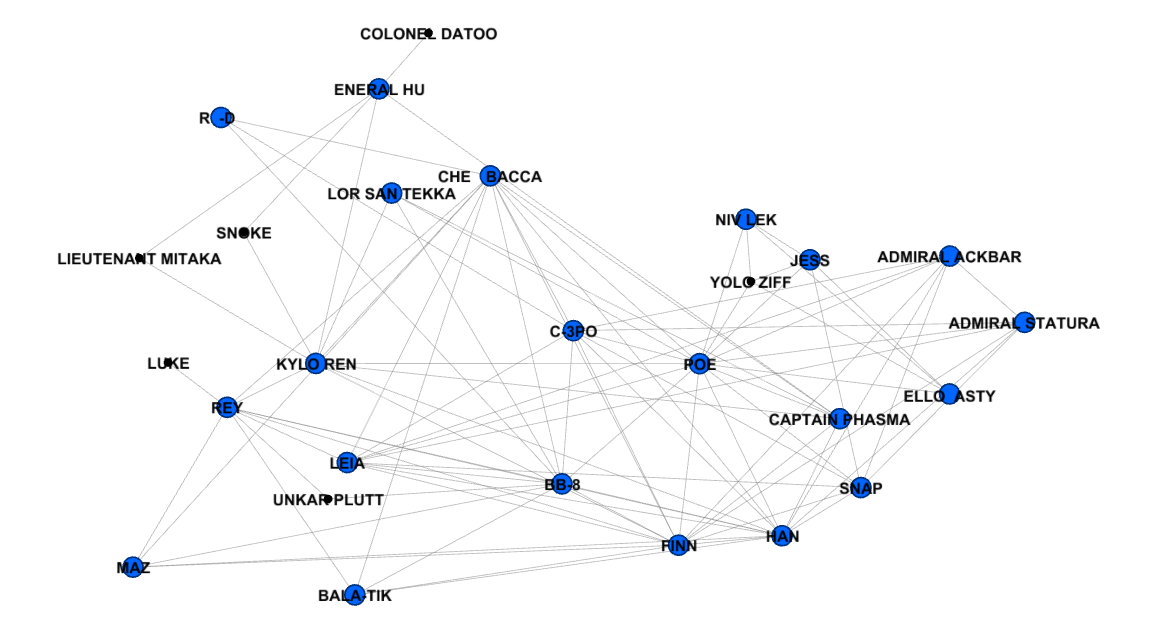 COLONEL DATOO
ENERAL HU
R -D
CHE BACCA
LOR SAN TEKKA
NIV LEK
SNOKE
LIEUTENANT MITAKA
JESS
ADMIRAL ACKBAR
YOLO ZIFF
C-3PO
ADMIRAL STATURA
LUKE
KYLO REN
POE
ELLO ASTY
REY
CAPTAIN PHASMA
LEIA
BB-8
SNAP
UNKAR PLUTT
HAN
FINN
MAZ
BALA-TIK